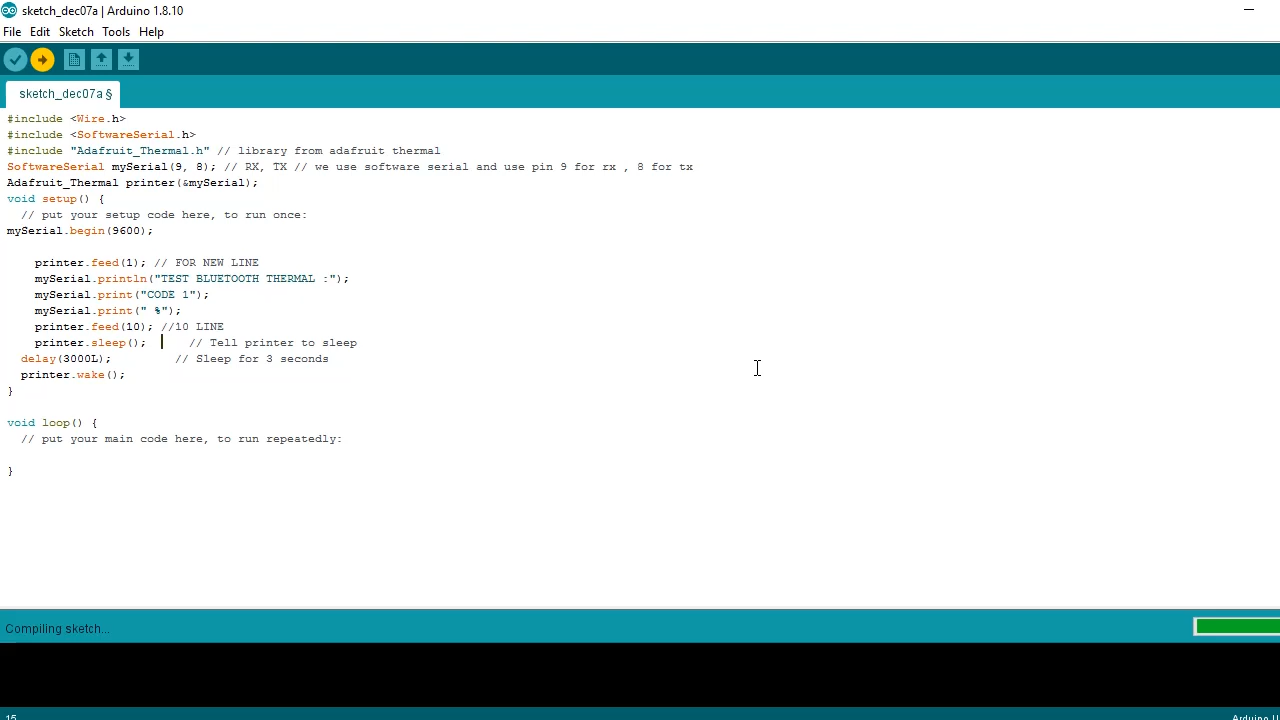 sketch_dec07a | Arduino 1.8.10
File Edit Sketch Tools Help
sketch_dec07a §
#include <Wire.h>
#include <SoftwareSerial.h>
#include "Adafruit_Thermal.h" // library from adafruit thermal
SoftwareSerial mySerial(9, 8); // RX, TX // we use software serial and use pin 9 for rx , 8 for tx
Adafruit_Thermal printer(&mySerial);
void setup() {
  // put your setup code here, to run once:
mySerial.begin(9600);
    printer.feed(1); // FOR NEW LINE
    mySerial.println("TEST BLUETOOTH THERMAL :");
    mySerial.print("CODE 1");
    mySerial.print(" %");
    printer.feed(10); //10 LINE
    printer.sleep();      // Tell printer to sleep
  delay(3000L);         // Sleep for 3 seconds
  printer.wake();
}
void loop() {
  // put your main code here, to run repeatedly:
}
Compiling sketch...
15 Arduino U